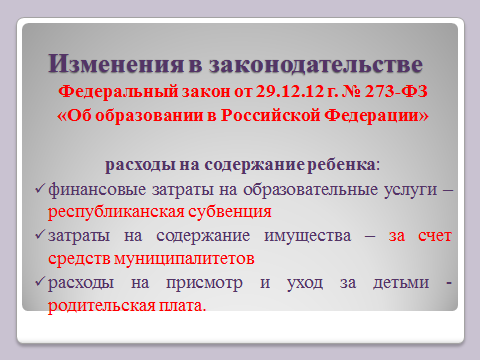 Изменения в законодательстве
Федеральный закон от 29.12.12 г. № 273-ФЗ
«Об образовании в Российской Федерации»
расходы на содержание ребенка:
✓финансовые затраты на образовательные услуги –
республиканская субвенция
✓затраты на содержание имущества – за счет
средств муниципалитетов
✓расходы на присмотр и уход за детьми -
родительская плата.